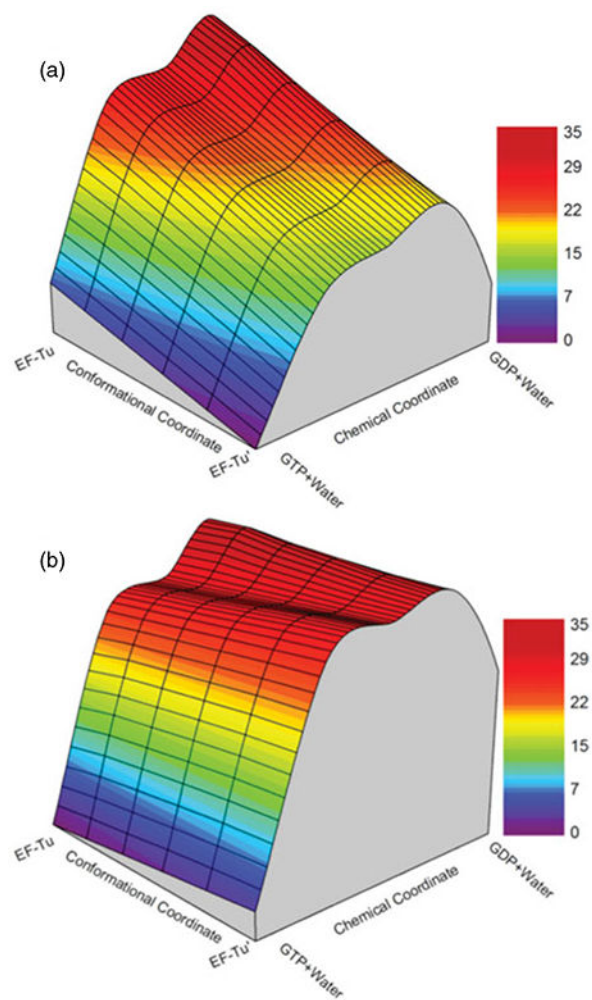 (a)
35
29
22
15
7
0
EF-Tu
Conformational Coordinate
EF-Tu'
GTP+Water
Chemical Coordinate
GDP+Water
(b)
35
29
22
15
7
0
EF-Tu
Conformational Coordinate
EF-Tu'
GTP+Water
Chemical Coordinate
GDP+Water